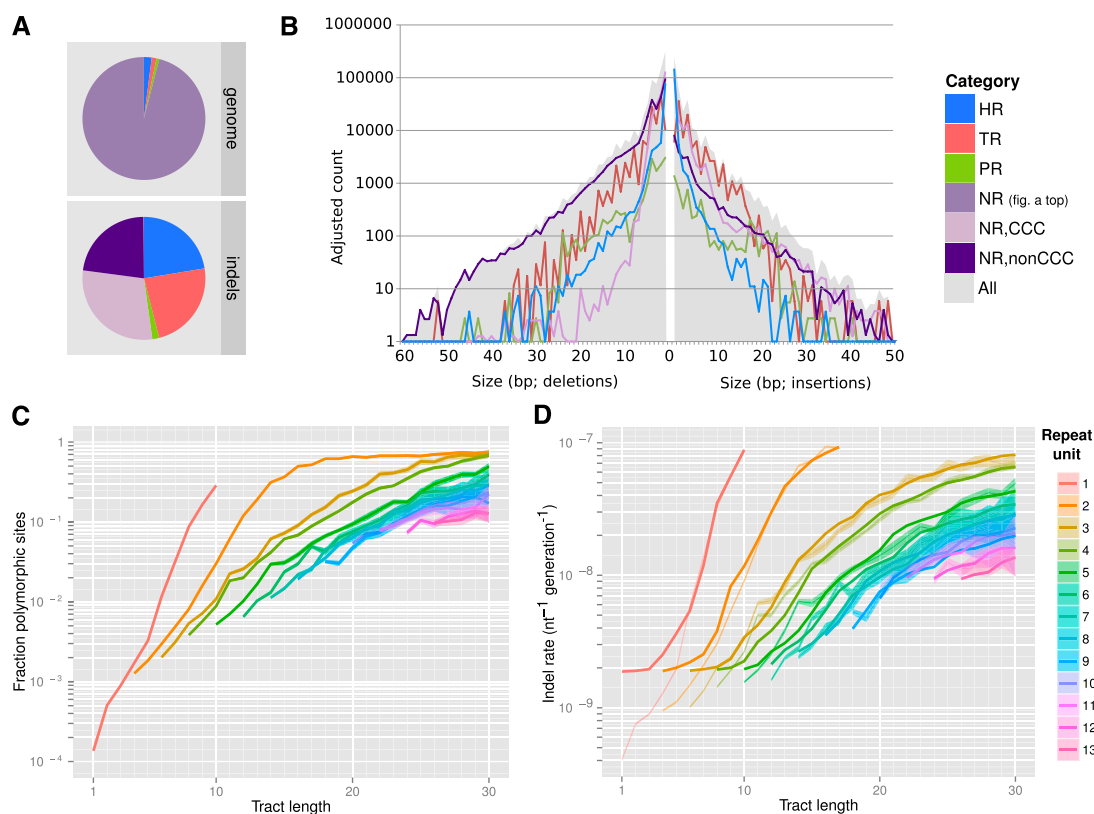 A
genome
indels
B
1000000
100000
10000
1000
100
10
1
Adjusted count
60 50 40 30 20 10 0 10 20 30 40 50
Size (bp; deletions) Size (bp; insertions)
Category
HR
TR
PR
NR (fig. a top)
NR,CCC
NR,nonCCC
All
C
1
10 −1
10 −2
10 −3
10 −4
Fraction polymorphic sites
1 10 20 30
Tract length
D
10 −7
10 −8
10 −9
Indel rate (nt−1 generation-1)
1 10 20 30
Tract length
Repeat
unit
1
2
3
4
5
6
7
8
9
10
11
12
13